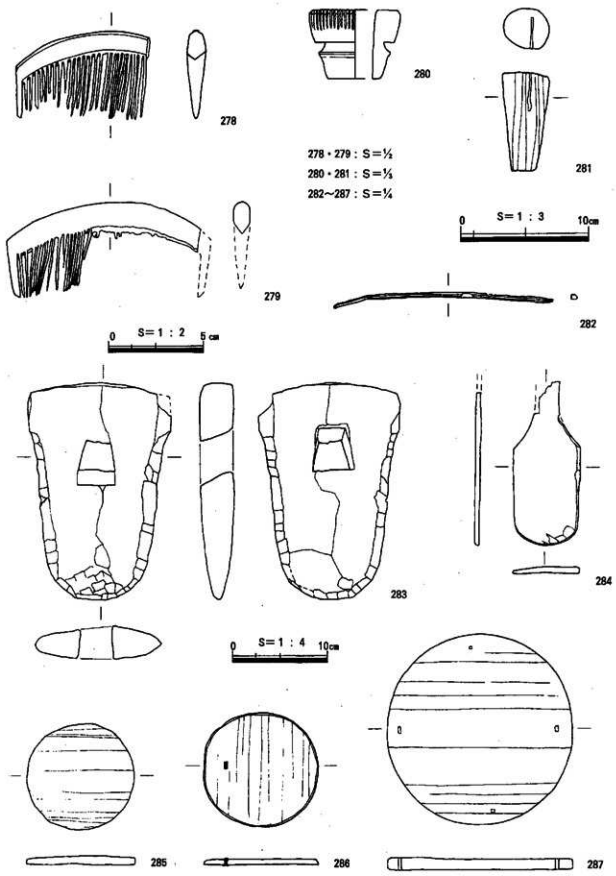 278
280
281
278・279：S＝½
280・281：S＝⅓
282～287：S＝¼
S＝1：3
0 10cm
279
282
S＝1：2
0 5cm
283
284
S＝1：4
0 10cm
285
286
287